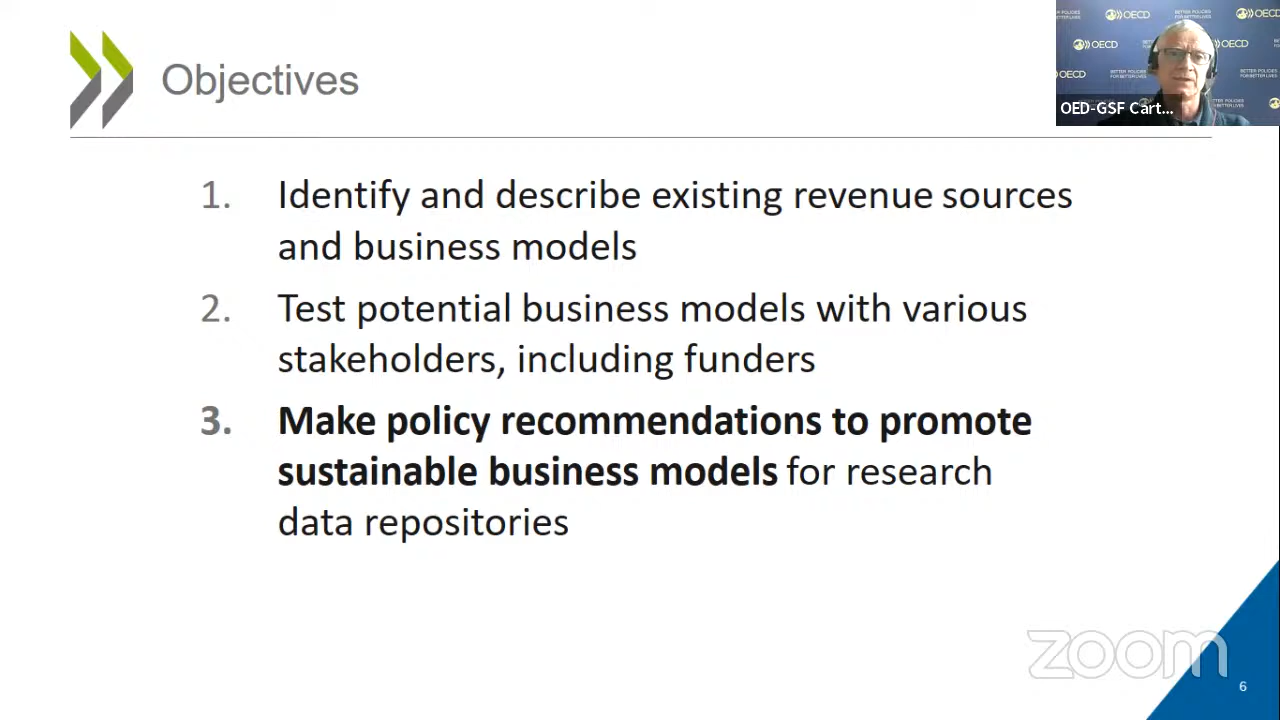 Objectives
1. Identify and describe existing revenue sources
and business models
2. Test potential business models with various
stakeholders, including funders
3. Make policy recommendations to promote
sustainable business models for research
data repositories
OECD
BETTER POLICIES
FOR BETTER LIVES
OED-GSF Cart...
zoom
6